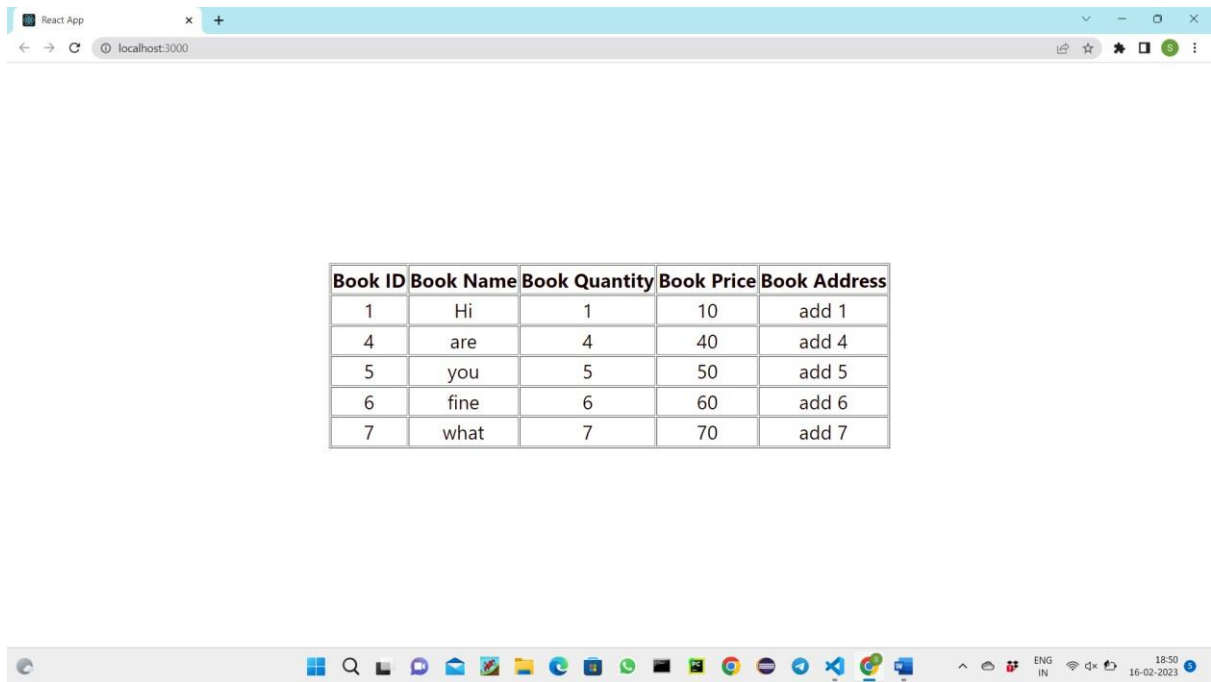 React App
localhost:3000
S
Book ID Book Name Book Quantity Book Price Book Address
1 Hi 1 10 add 1
4 are 4 40 add 4
5 you 5 50 add 5
6 fine 6 60 add 6
7 what 7 70 add 7
PC
ENG 18:50
IN 16-02-2023 5